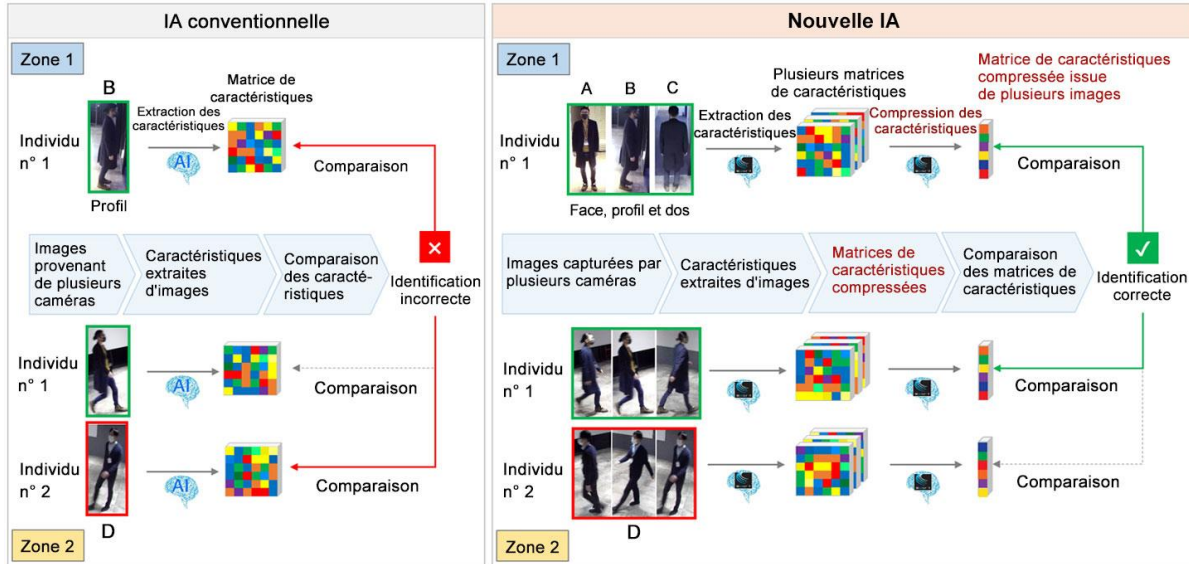 IA conventionnelle
Zone 1
B
Matrice de
caractéristiques
Extraction des
caractéristiques
Individu
n° 1
AI
Comparaison
Profil
Images
provenant
de plusieurs
caméras
Caractéristiques
extraites
d'images
Comparaison
des caracté-
ristiques
Identification
incorrecte
Individu
n° 1
AI
Comparaison
Individu
n° 2
AI
Comparaison
D
Zone 2
Nouvelle IA
Zone 1
A B C
Plusieurs matrices
de caractéristiques
Matrice de caractéristiques
compressée issue
de plusieurs images
Extraction des
caractéristiques
Compression des
caractéristiques
Individu
n° 1
Comparaison
Face, profil et dos
Images capturées par
plusieurs caméras
Caractéristiques
extraites d'images
Matrices de
caractéristiques
compressées
Comparaison
des matrices de
caractéristiques
Identification
correcte
Individu
n° 1
Comparaison
Individu
n° 2
Comparaison
D
Zone 2